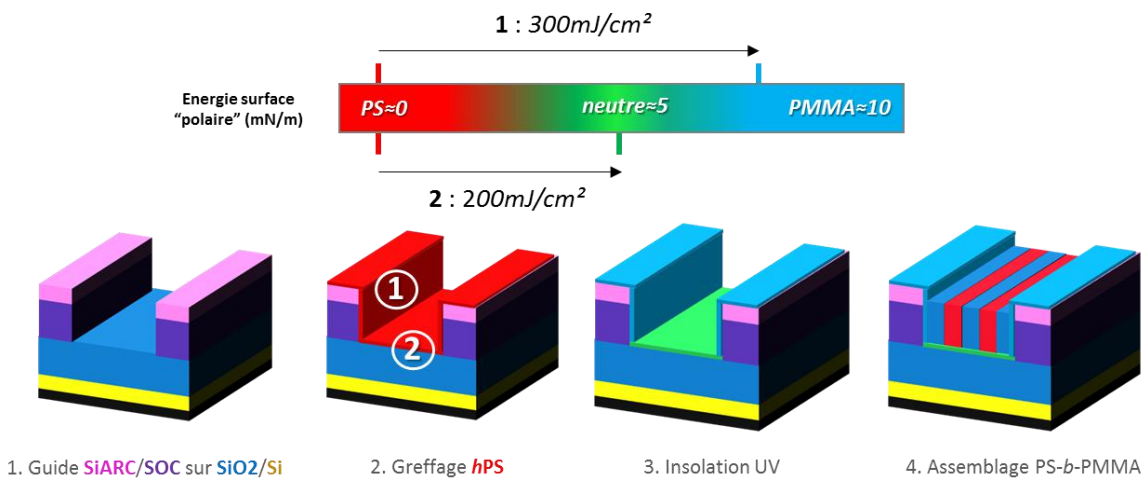 1 : 300mJ/cm²
Energie surface
"polaire" (mN/m)
PS≈0
neutre≈5
PMMA≈10
2 : 200mJ/cm²
1
2
1. Guide SiARC/SOC sur SiO2/Si
2. Greffage hPS
3. Insolation UV
4. Assemblage PS-b-PMMA